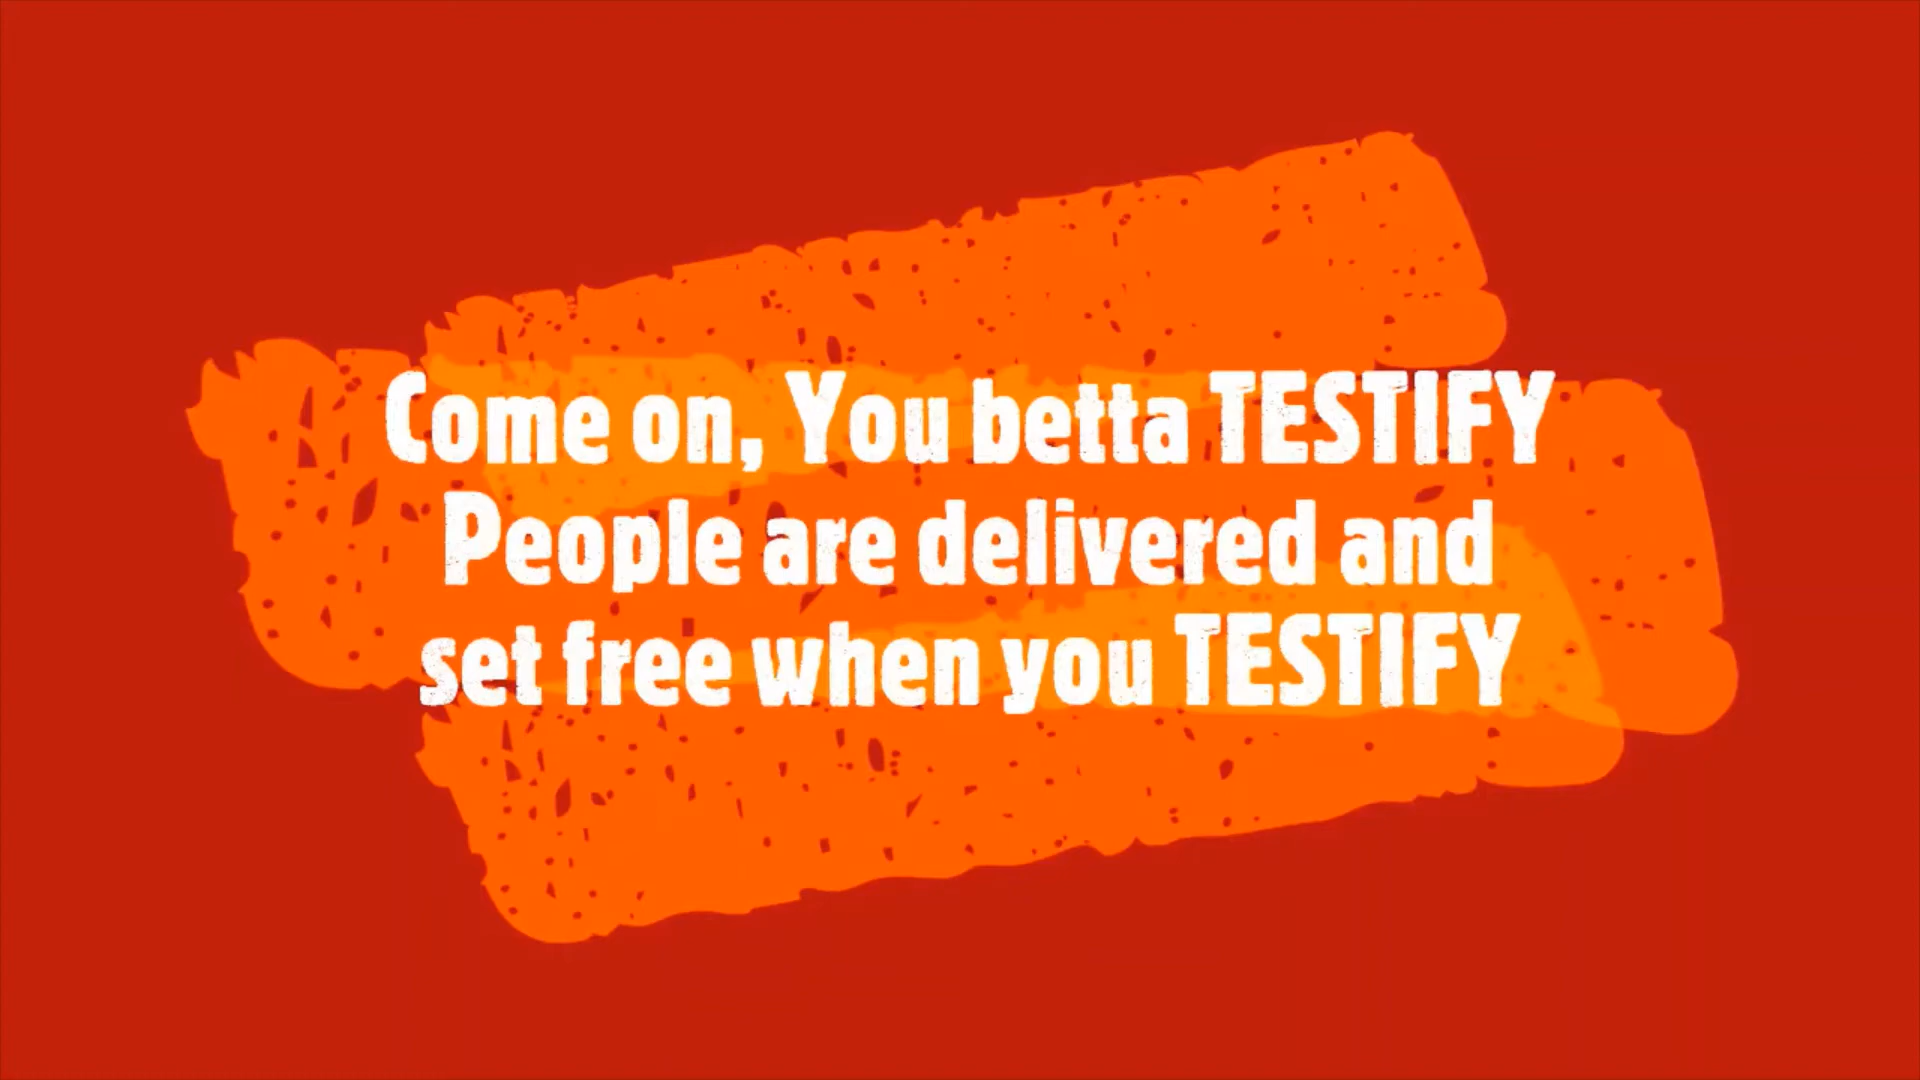 Come on, You betta TESTIFY
People are delivered and
set free when you TESTIFY